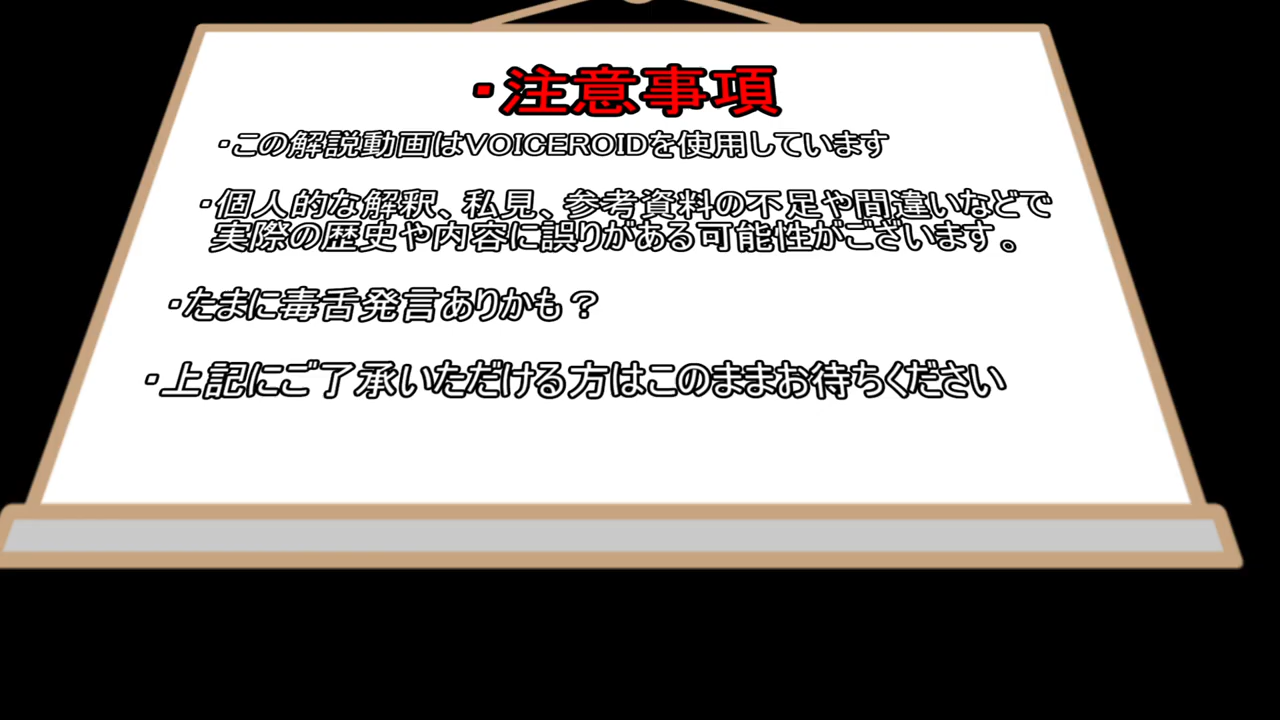 ・注意事項
・この解説動画はVOICEROIDを使用しています
・個人的な解釈、私見、参考資料の不足や間違いなどで
実際の歴史や内容に誤りがある可能性がございます。
・たまに毒舌発言ありかも？
・上記にご了承いただける方はこのままお待ちください